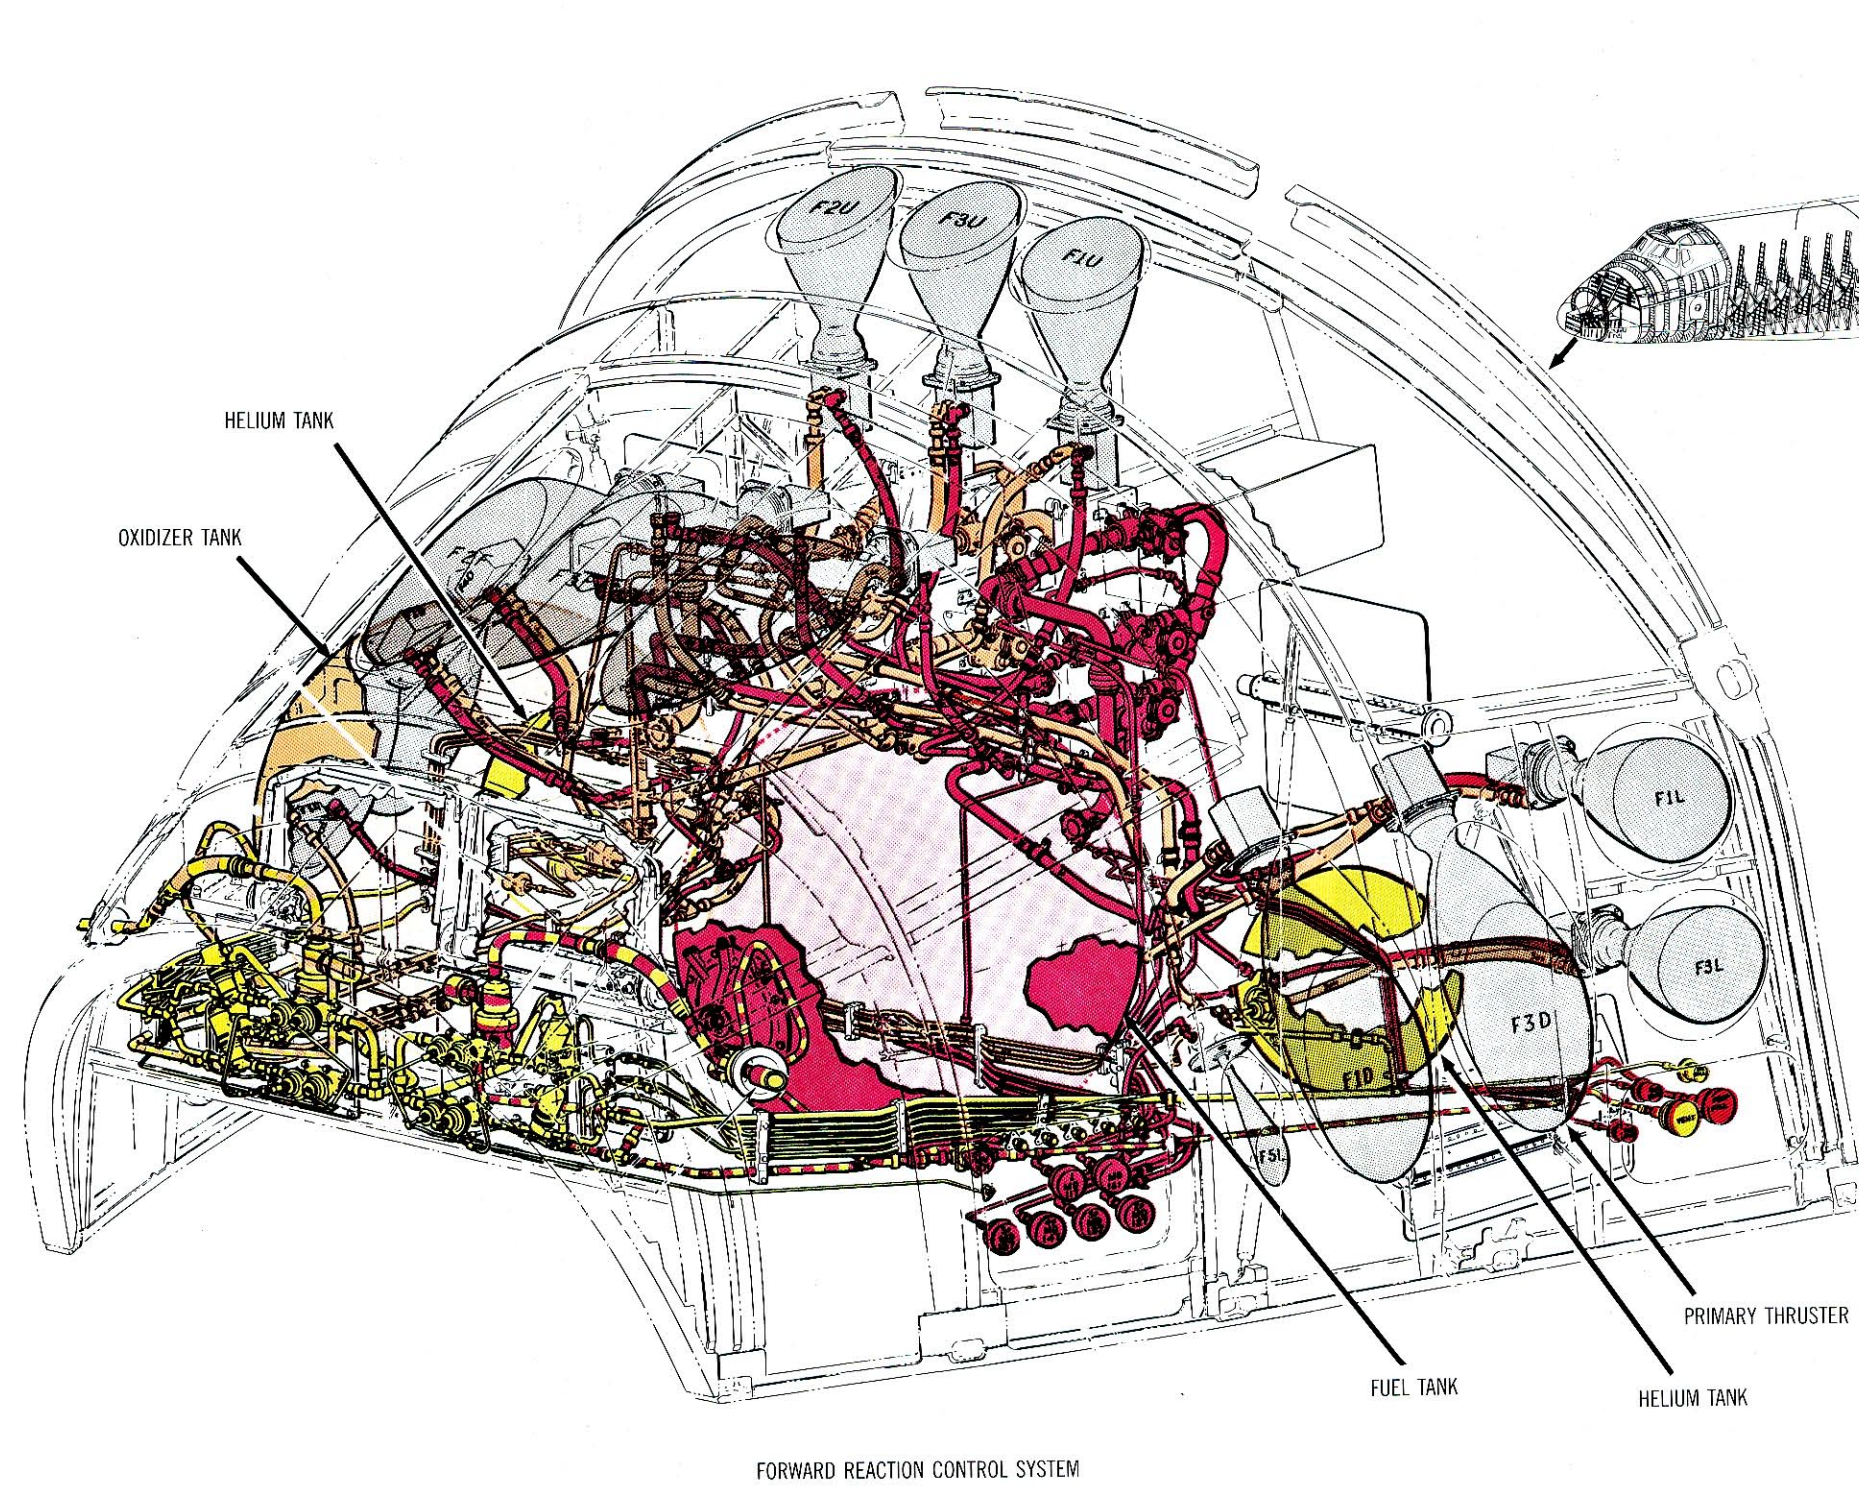 F2U
F3U
F1U
HELIUM TANK
OXIDIZER TANK
F1L
F3L
F3D
F1D
F5L
PRIMARY THRUSTER
FUEL TANK
HELIUM TANK
FORWARD REACTION CONTROL SYSTEM